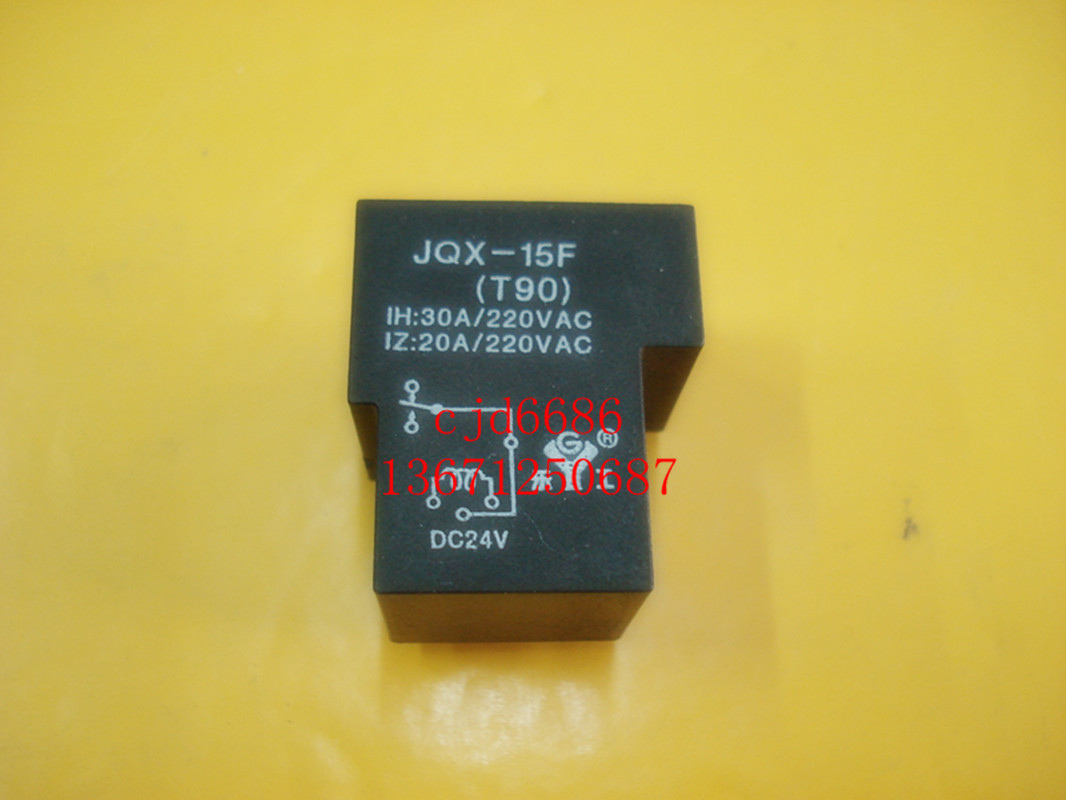 JQX-15F
(T90)
IH:30A/220VAC
IZ:20A/220VAC
cjd6686
G ®
13671250687
DC24V